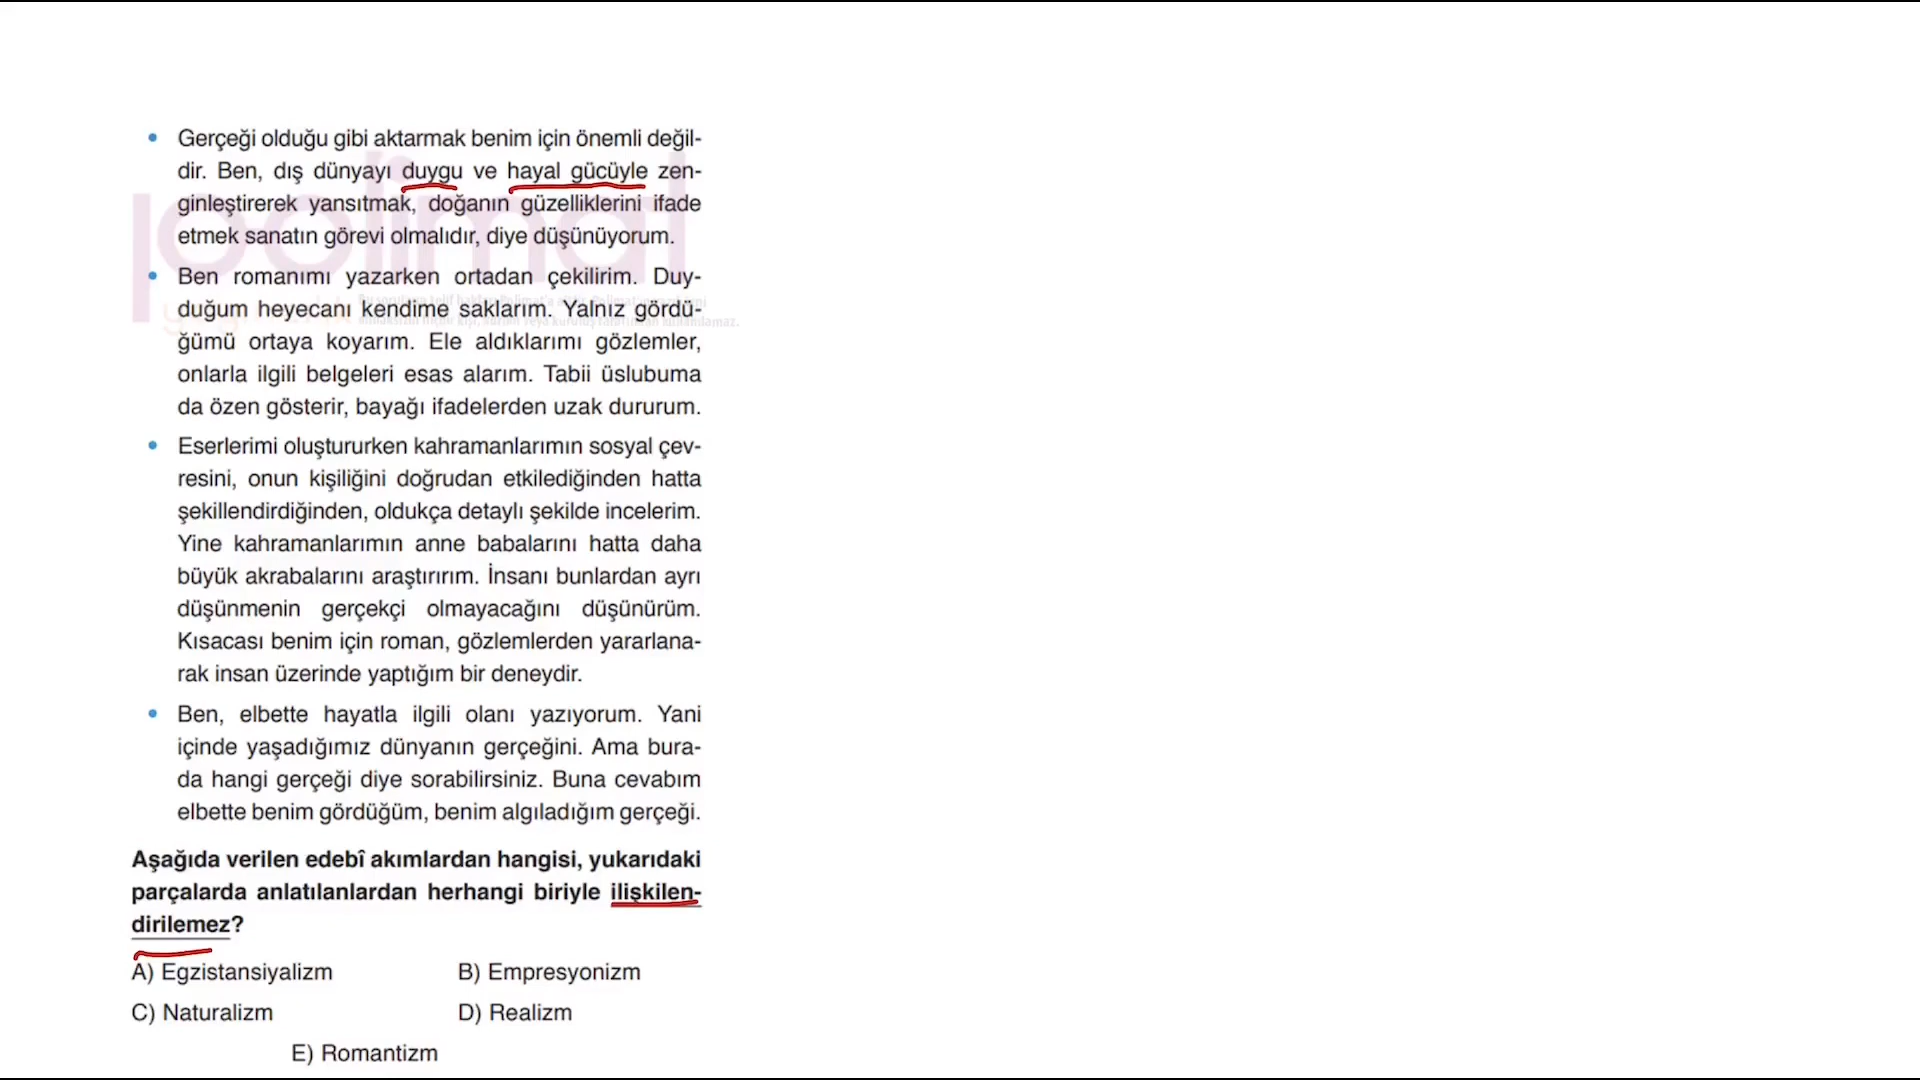 • Gerçeği olduğu gibi aktarmak benim için önemli değil-
dir. Ben, dış dünyayı duygu ve hayal gücüyle zen-
ginleştirerek yansıtmak, doğanın güzelliklerini ifade
etmek sanatın görevi olmalıdır, diye düşünüyorum.
• Ben romanımı yazarken ortadan çekilirim. Duy-
duğum heyecanı kendime saklarım. Yalnız gördü-
ğümü ortaya koyarım. Ele aldıklarımı gözlemler,
onlarla ilgili belgeleri esas alarım. Tabii üslubuma
da özen gösterir, bayağı ifadelerden uzak dururum.
• Eserlerimi oluştururken kahramanlarımın sosyal çev-
resini, onun kişiliğini doğrudan etkilediğinden hatta
şekillendirdiğinden, oldukça detaylı şekilde incelerim.
Yine kahramanlarımın anne babalarını hatta daha
büyük akrabalarını araştırırım. İnsanı bunlardan ayrı
düşünmenin gerçekçi olmayacağını düşünürüm.
Kısacası benim için roman, gözlemlerden yararlana-
rak insan üzerinde yaptığım bir deneydir.
• Ben, elbette hayatla ilgili olanı yazıyorum. Yani
içinde yaşadığımız dünyanın gerçeğini. Ama bura-
da hangi gerçeği diye sorabilirsiniz. Buna cevabım
elbette benim gördüğüm, benim algıladığım gerçeği.
Aşağıda verilen edebî akımlardan hangisi, yukarıdaki
parçalarda anlatılanlardan herhangi biriyle ilişkilen-
dirilemez?
A) Egzistansiyalizm B) Empresyonizm
C) Naturalizm D) Realizm
E) Romantizm
polimat